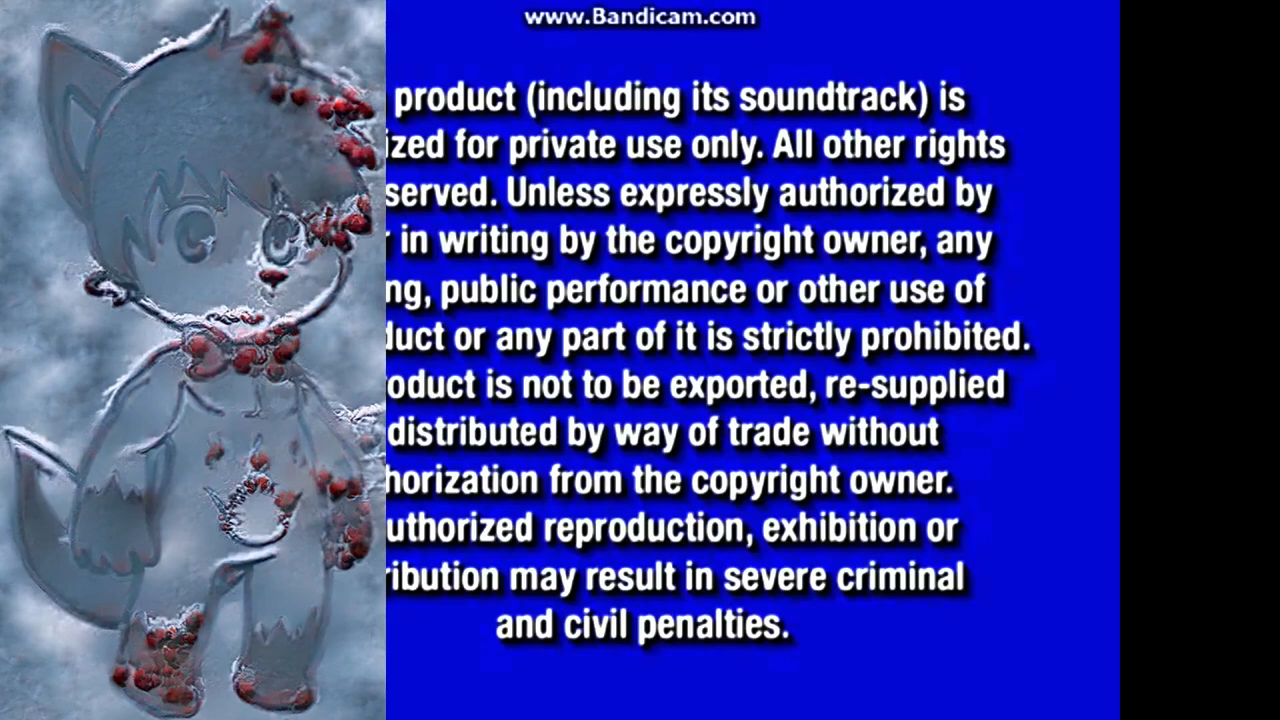 www.Bandicam.com
product (including its soundtrack) is
ized for private use only. All other rights
served. Unless expressly authorized by
r in writing by the copyright owner, any
ng, public performance or other use of
duct or any part of it is strictly prohibited.
oduct is not to be exported, re-supplied
distributed by way of trade without
horization from the copyright owner.
uthorized reproduction, exhibition or
ribution may result in severe criminal
and civil penalties.